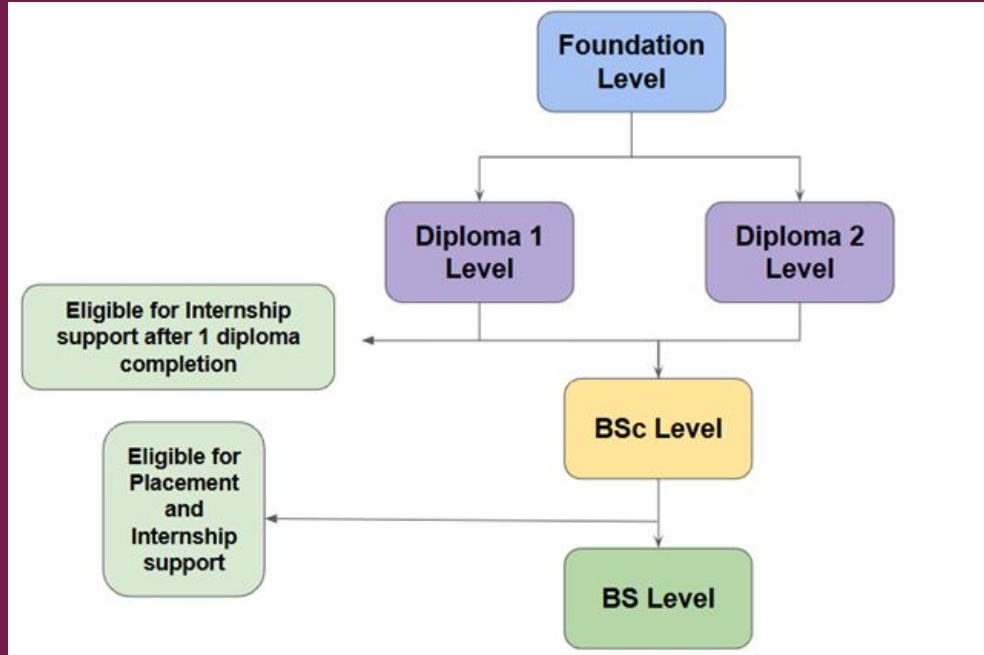 Foundation
Level
Diploma 1
Level
Diploma 2
Level
Eligible for Internship
support after 1 diploma
completion
BSc Level
Eligible for
Placement
and
Internship
support
BS Level